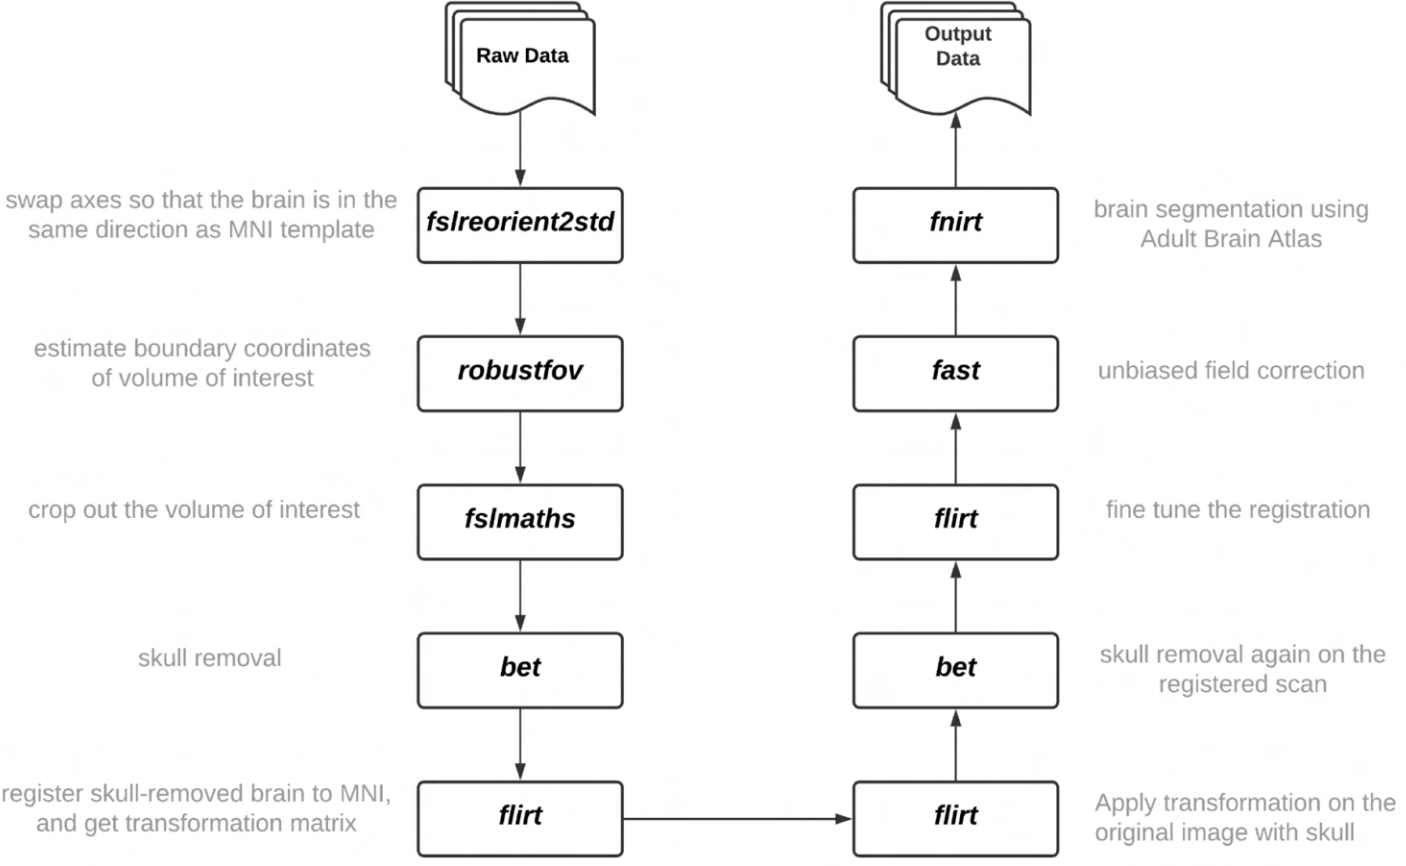 Raw Data
swap axes so that the brain is in the
same direction as MNI template
fslreorient2std
estimate boundary coordinates
of volume of interest
robustfov
crop out the volume of interest
fslmaths
skull removal
bet
register skull-removed brain to MNI,
and get transformation matrix
flirt
flirt
Apply transformation on the
original image with skull
bet
skull removal again on the
registered scan
flirt
fine tune the registration
fast
unbiased field correction
fnirt
brain segmentation using
Adult Brain Atlas
Output
Data